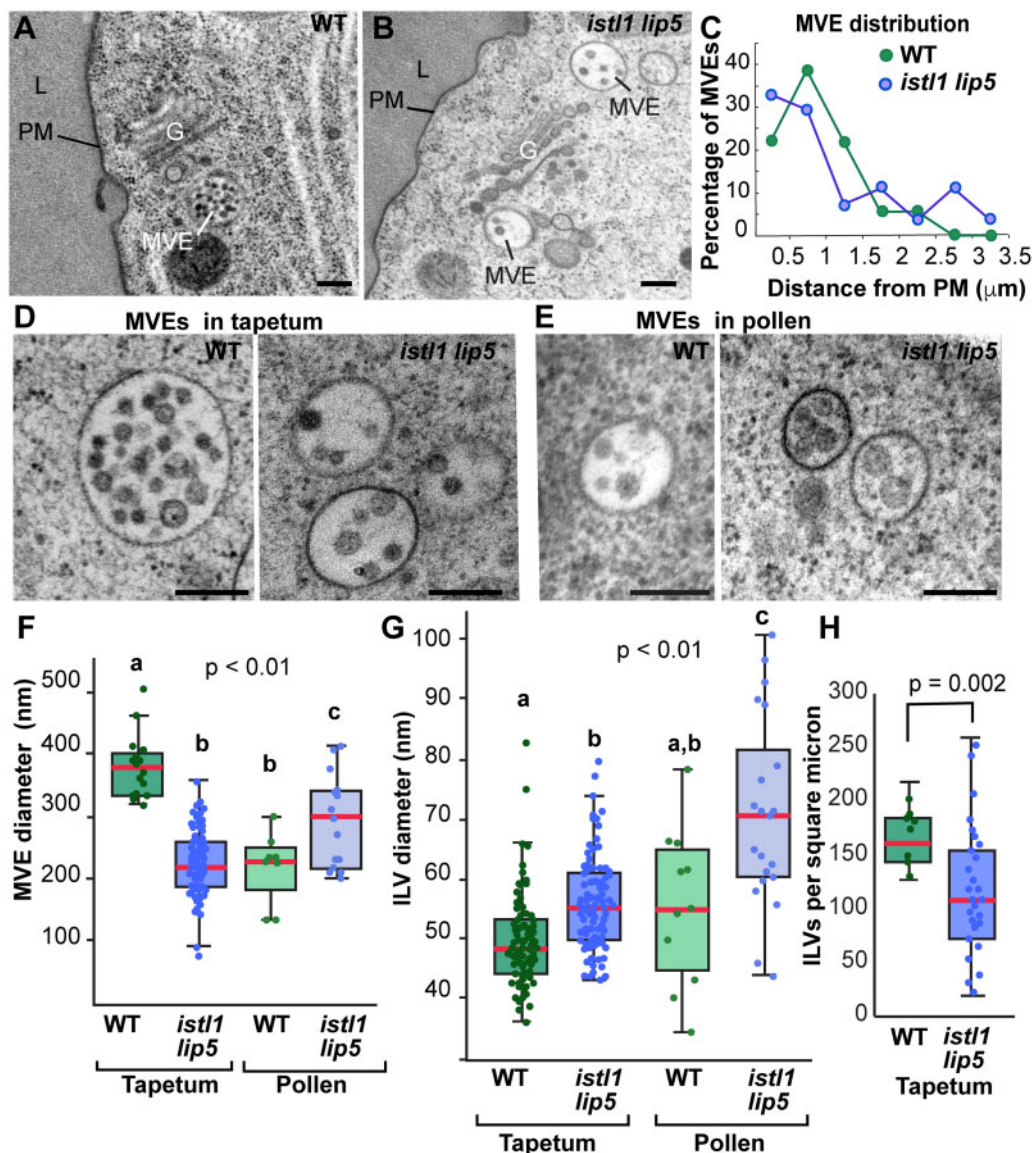 A
WT
L
PM
G
MVE
B
istl1 lip5
L
PM
MVE
G
MVE
C
MVE distribution
WT
istl1 lip5
Percentage of MVEs
40
30
20
10
0
0.5 1 1.5 2 2.5 3 3.5
Distance from PM (μm)
D
MVEs in tapetum
WT
istl1 lip5
E
MVEs in pollen
WT
istl1 lip5
F
p < 0.01
MVE diameter (nm)
500
400
300
200
100
a
b
b
c
WT istl1 lip5 WT istl1 lip5
Tapetum Pollen
G
p < 0.01
ILV diameter (nm)
100
90
80
70
60
50
40
a
b
a,b
c
WT istl1 lip5 WT istl1 lip5
Tapetum Pollen
H
p = 0.002
ILVs per square micron
300
250
200
150
100
50
0
WT istl1 lip5
Tapetum